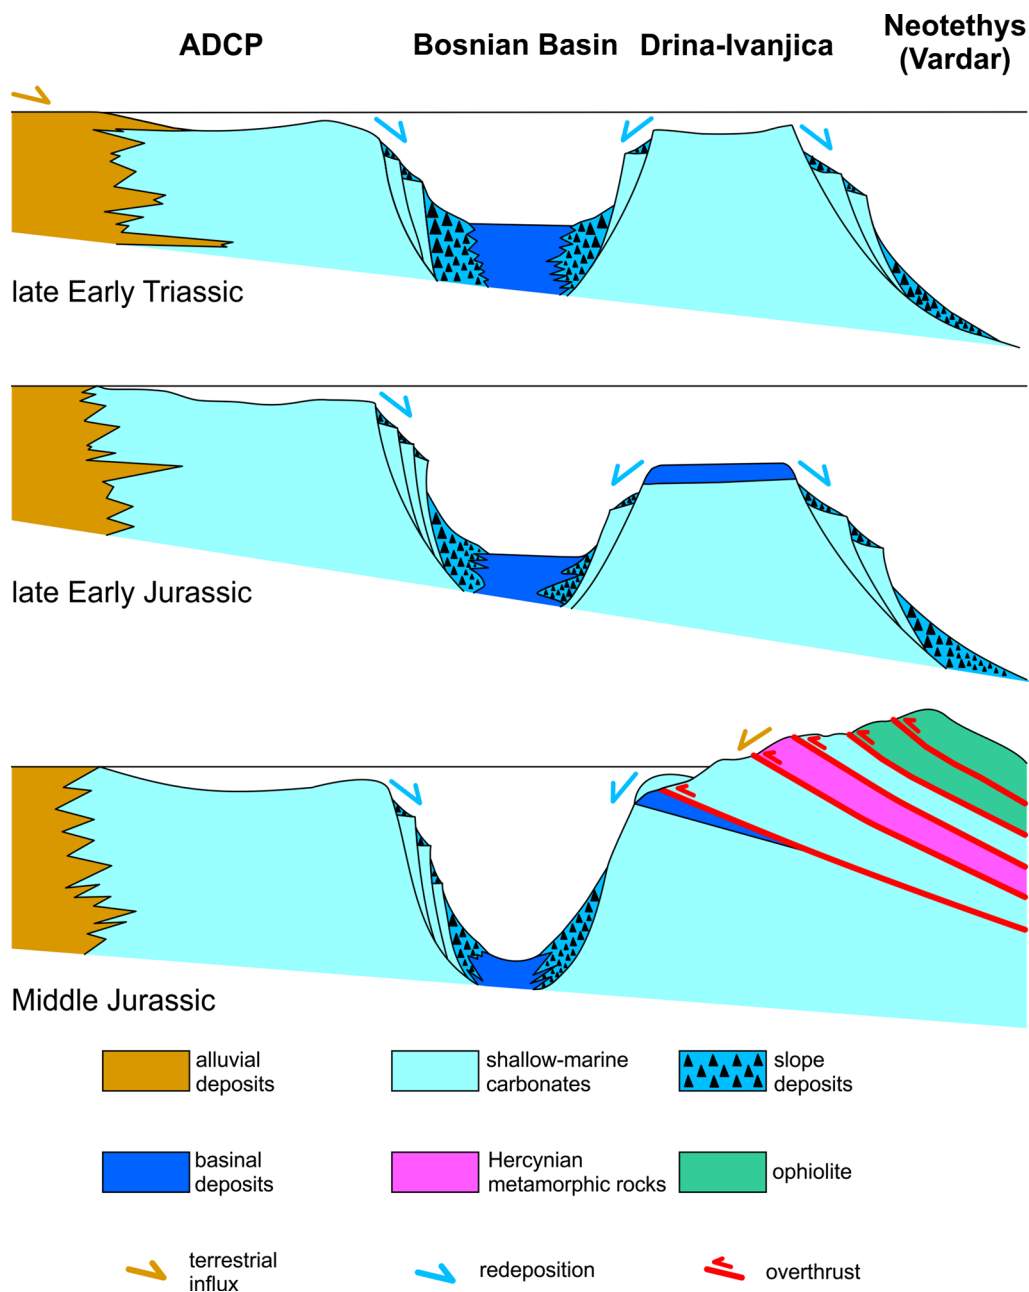 ADCP
Bosnian Basin
Drina-Ivanjica
Neotethys
(Vardar)
late Early Triassic
late Early Jurassic
Middle Jurassic
alluvial
deposits
shallow-marine
carbonates
slope
deposits
basinal
deposits
Hercynian
metamorphic rocks
ophiolite
terrestrial
influx
redeposition
overthrust